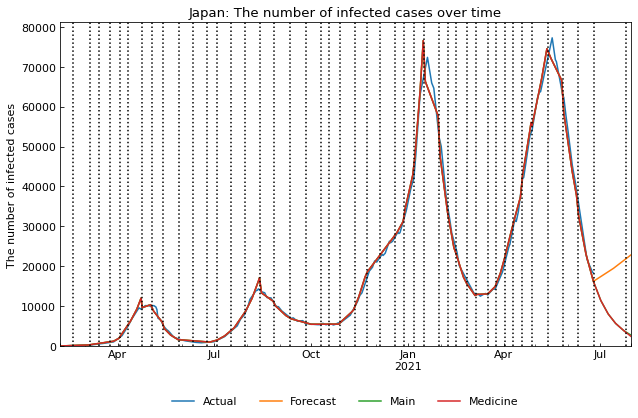 Japan: The number of infected cases over time
The number of infected cases
80000
70000
60000
50000
40000
30000
20000
10000
0
Apr
Jul
Oct
Jan
2021
Apr
Jul
Actual
Forecast
Main
Medicine